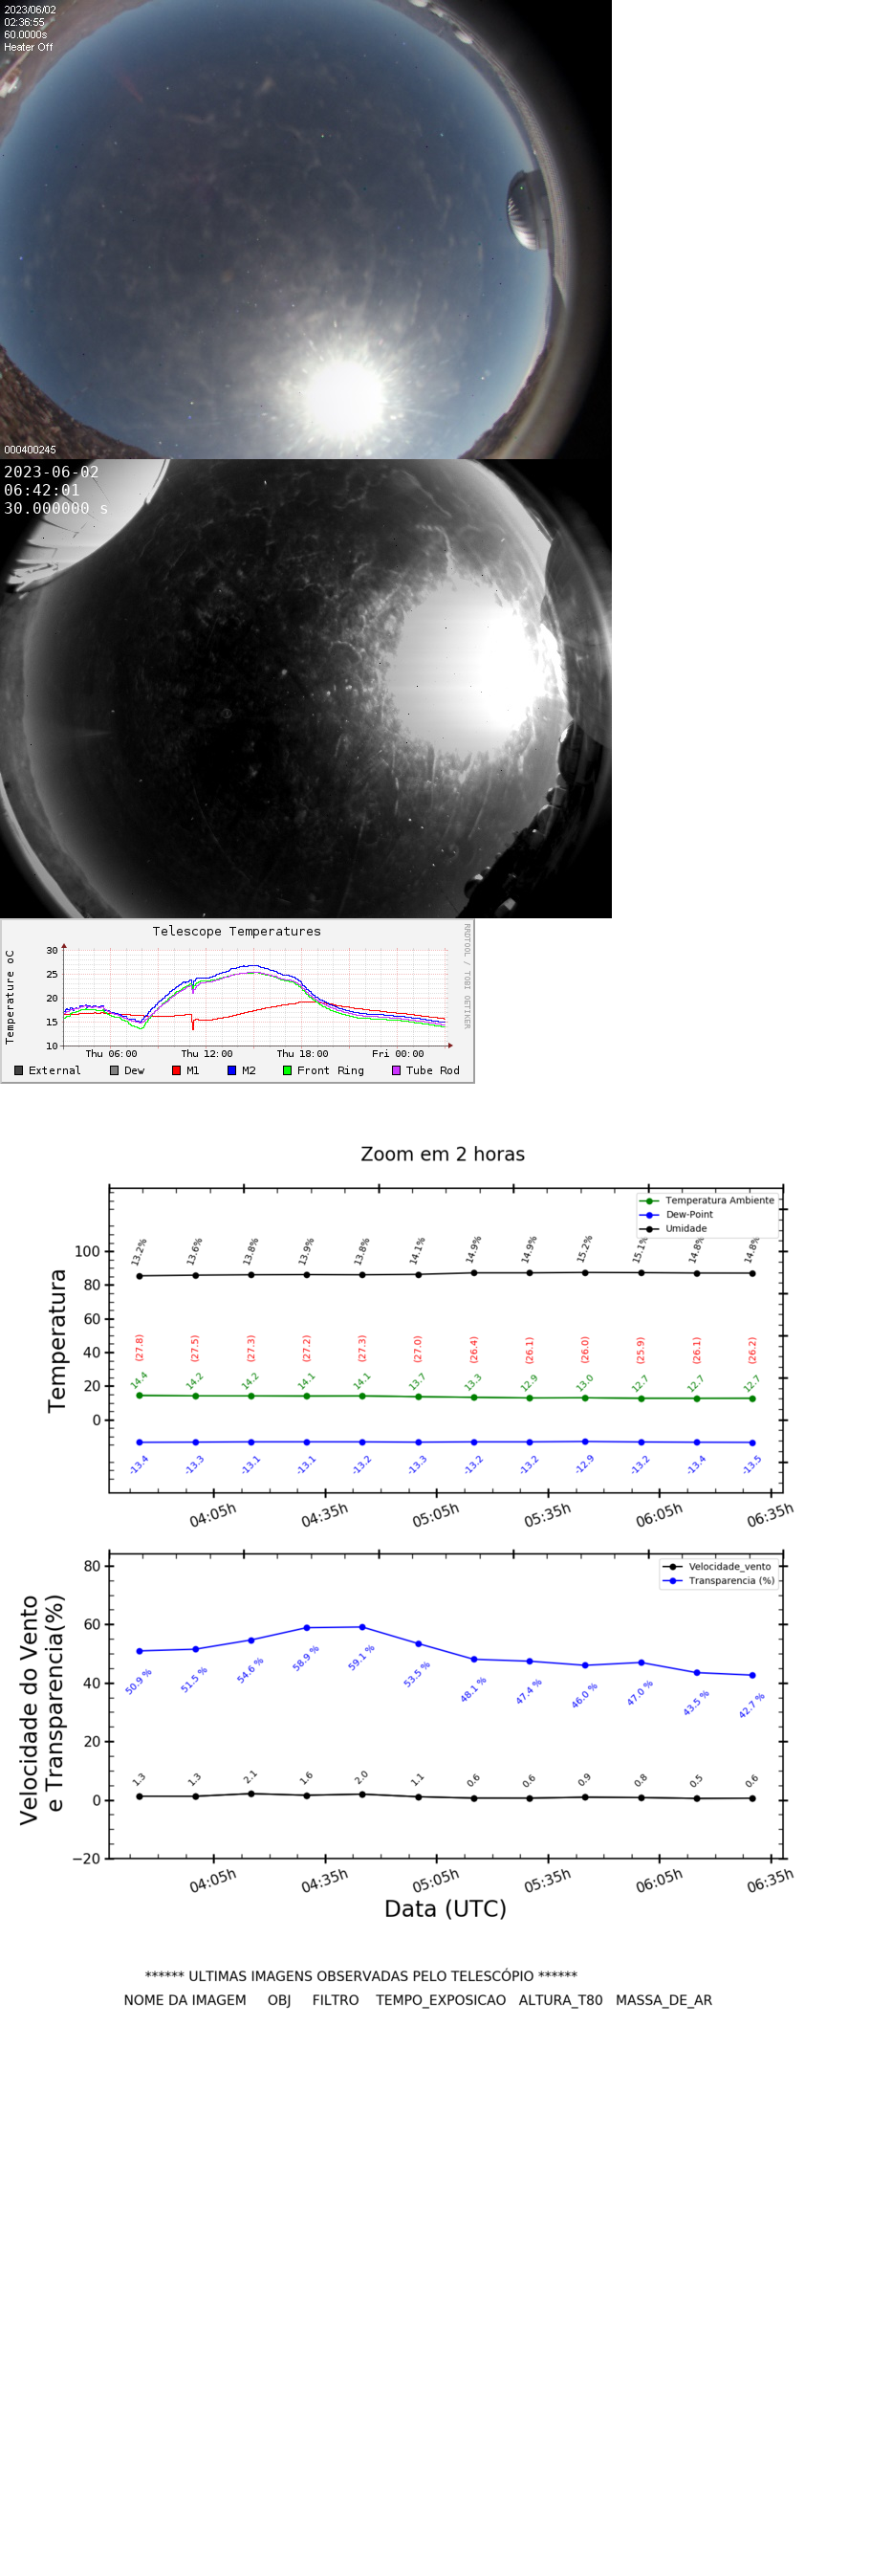 2023/06/02
02:36:55
60.0000s
Heater Off
000400245
2023-06-02
06:42:01
30.000000 s
Telescope Temperatures
RRDTOOL / TOBI OETIKER
Temperature oC
30
25
20
15
10
Thu 06:00 Thu 12:00 Thu 18:00 Fri 00:00
External Dew M1 M2 Front Ring Tube Rod
Zoom em 2 horas
Temperatura Ambiente
Dew-Point
Umidade
Temperatura
100
80
60
40
20
0
13.2% 13.6% 13.8% 13.9% 13.8% 14.1% 14.9% 14.9% 15.2% 15.1% 14.8% 14.8%
(27.8) (27.5) (27.3) (27.2) (27.3) (27.0) (26.4) (26.1) (26.0) (25.9) (26.1) (26.2)
14.4 14.2 14.2 14.1 14.1 13.7 13.3 12.9 13.0 12.7 12.7 12.7
-13.4 -13.3 -13.1 -13.1 -13.2 -13.3 -13.2 -13.2 -12.9 -13.2 -13.4 -13.5
04:05h 04:35h 05:05h 05:35h 06:05h 06:35h
Velocidade_vento
Transparencia (%)
Velocidade do Vento
e Transparencia(%)
80
60
40
20
0
−20
50.9 % 51.5 % 54.6 % 58.9 % 59.1 % 53.5 % 48.1 % 47.4 % 46.0 % 47.0 % 43.5 % 42.7 %
1.3 1.3 2.1 1.6 2.0 1.1 0.6 0.6 0.9 0.8 0.5 0.6
04:05h 04:35h 05:05h 05:35h 06:05h 06:35h
Data (UTC)
****** ULTIMAS IMAGENS OBSERVADAS PELO TELESCÓPIO ******
NOME DA IMAGEM OBJ FILTRO TEMPO_EXPOSICAO ALTURA_T80 MASSA_DE_AR